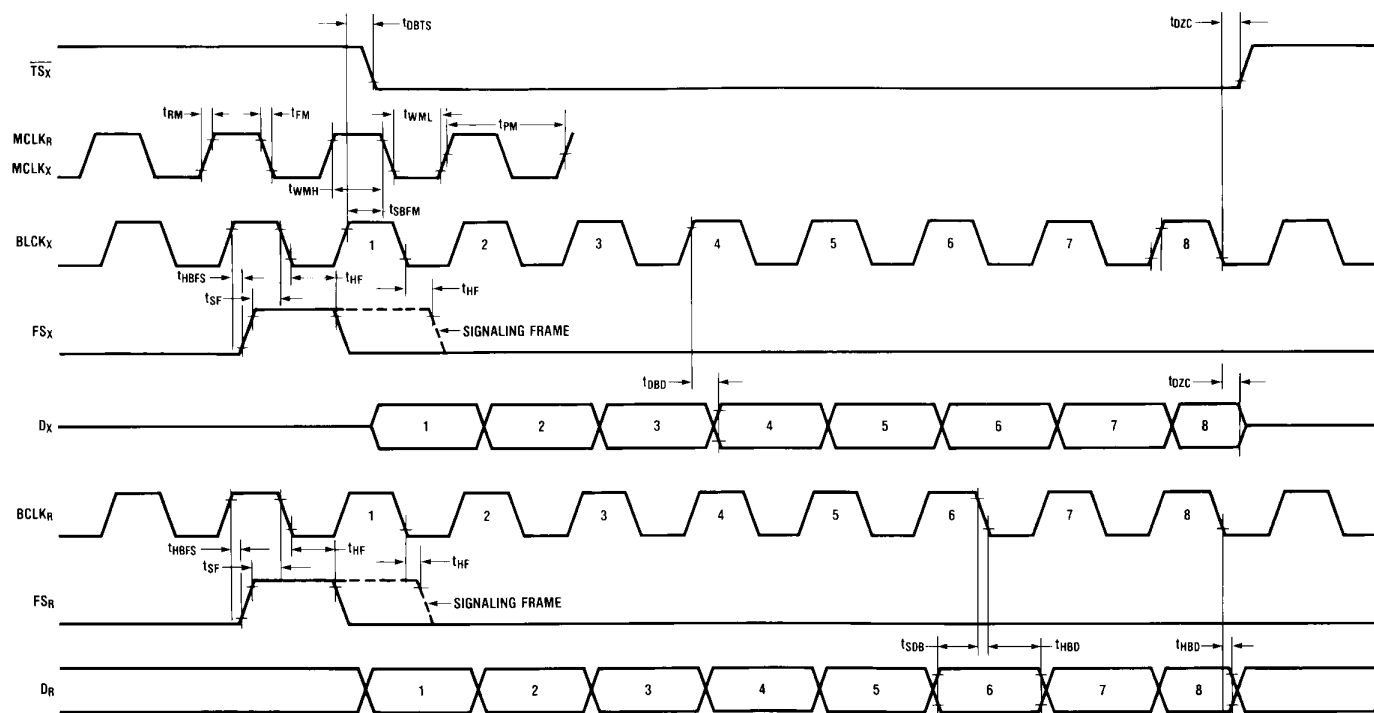 tDBTS
tDZC
TSX
tRM
tFM
tWML
tPM
MCLKR
MCLKX
tWMH
tSBFM
BLCKX
1 2 3 4 5 6 7 8
tHBFS
tHF
tHF
tSF
FSX
SIGNALING FRAME
tDBD
tDZC
DX
1 2 3 4 5 6 7 8
BCLKR
1 2 3 4 5 6 7 8
tHBFS
tHF
tHF
tSF
FSR
SIGNALING FRAME
tSDB
tHBD
tHBD
DR
1 2 3 4 5 6 7 8